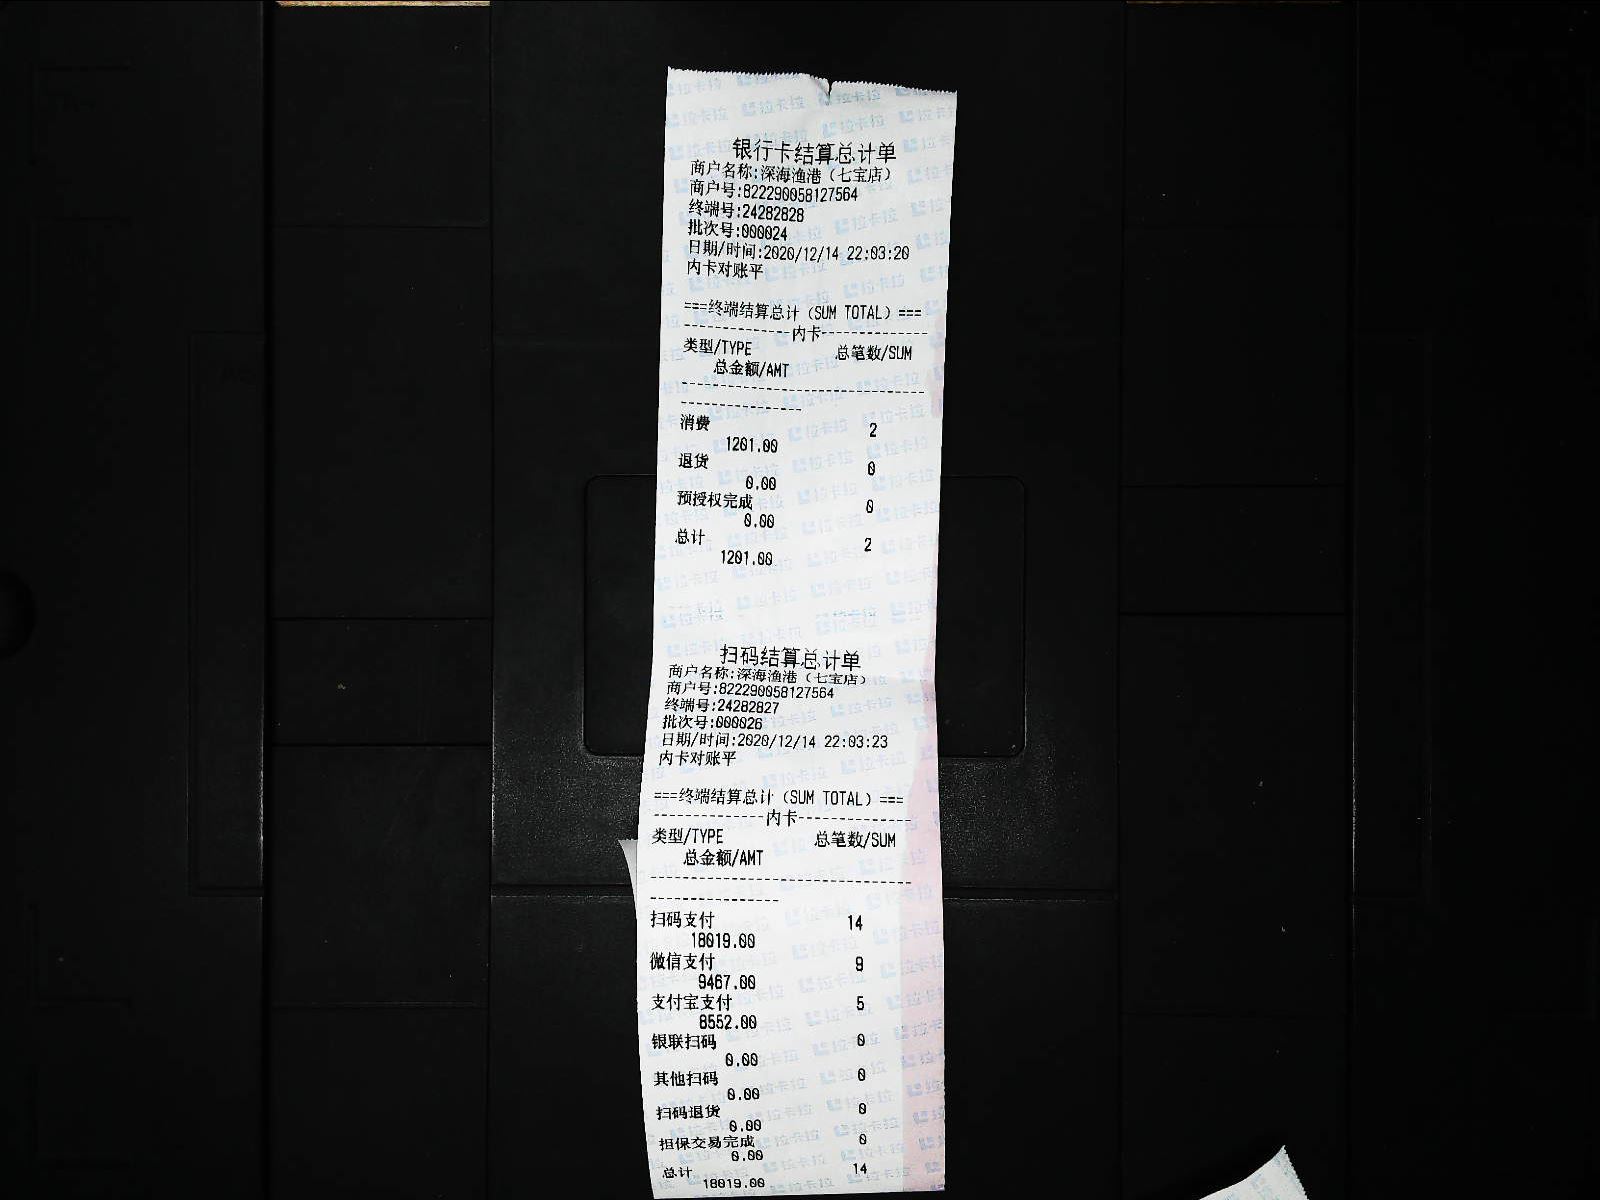 银行卡结算总计单
商户名称:深海渔港（七宝店）
商户号:822290058127564
终端号:24282828
批次号:000024
日期/时间:2020/12/14 22:03:20
内卡对账平
===终端结算总计（SUM TOTAL）===
--------------内卡--------------
类型/TYPE 总笔数/SUM
总金额/AMT
消费 2
1201.00
退货 0
0.00
预授权完成 0
0.00
总计 2
1201.00
扫码结算总计单
商户名称:深海渔港（七宝店）
商户号:822290058127564
终端号:24282827
批次号:000026
日期/时间:2020/12/14 22:03:23
内卡对账平
===终端结算总计（SUM TOTAL）===
--------------内卡--------------
类型/TYPE 总笔数/SUM
总金额/AMT
扫码支付 14
18019.00
微信支付 9
9467.00
支付宝支付 5
8552.00
银联扫码 0
0.00
其他扫码 0
0.00
扫码退货 0
0.00
担保交易完成 0
0.00
总计 14
18019.00